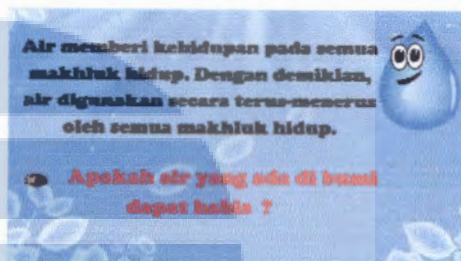 Air memberi kehidupan pada semua
makhluk hidup. Dengan demikian,
air digunakan secara terus-menerus
oleh semua makhluk hidup.
Apakah air yang ada di bumi
dapat habis ?